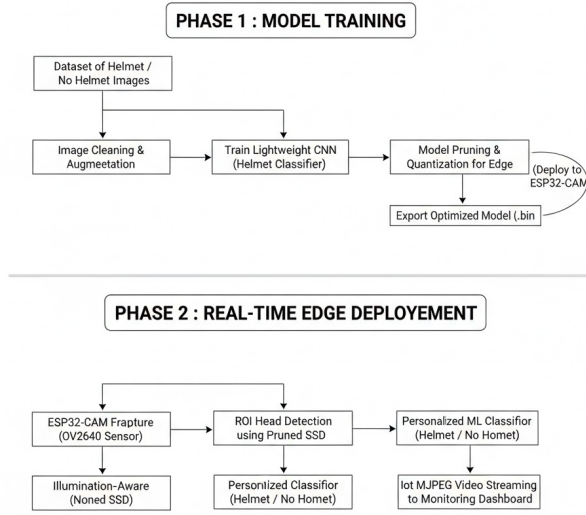 PHASE 1 : MODEL TRAINING
Dataset of Helmet /
No Helmet Images
Image Cleaning &
Augmeetation
Train Lightweight CNN
(Helmet Classifier)
Model Pruning &
Quantization for Edge
(Deploy to
ESP32-CAM
Export Optimized Model (.bin
PHASE 2 : REAL-TIME EDGE DEPLOYEMENT
ESP32-CAM Frapture
(OV2640 Sensor)
ROI Head Detection
using Pruned SSD
Personalized ML Classifior
(Helmet / No Homet)
Illumination-Aware
(Noned SSD)
Persontized Classifior
(Helmet / No Homet)
Iot MJPEG Video Streaming
to Monitoring Dashboard